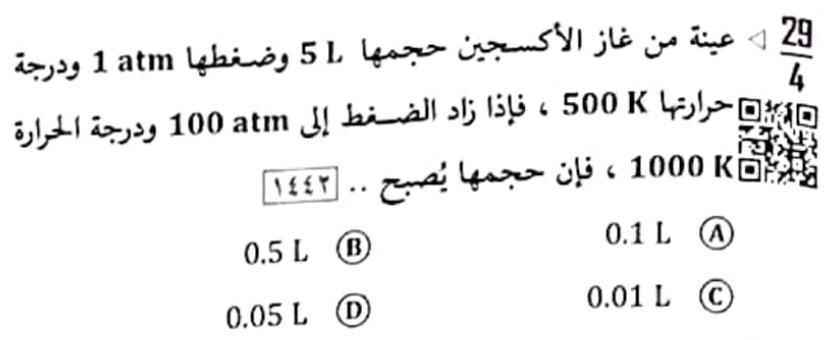 29/4 ◁ عينة من غاز الأكسجين حجمها 5 L وضغطها 1 atm ودرجة
حرارتها 500 K ، فإذا زاد الضغط إلى 100 atm ودرجة الحرارة
1000 K ، فإن حجمها يُصبح .. ١٤٤٢
A 0.1 L B 0.5 L
C 0.01 L D 0.05 L